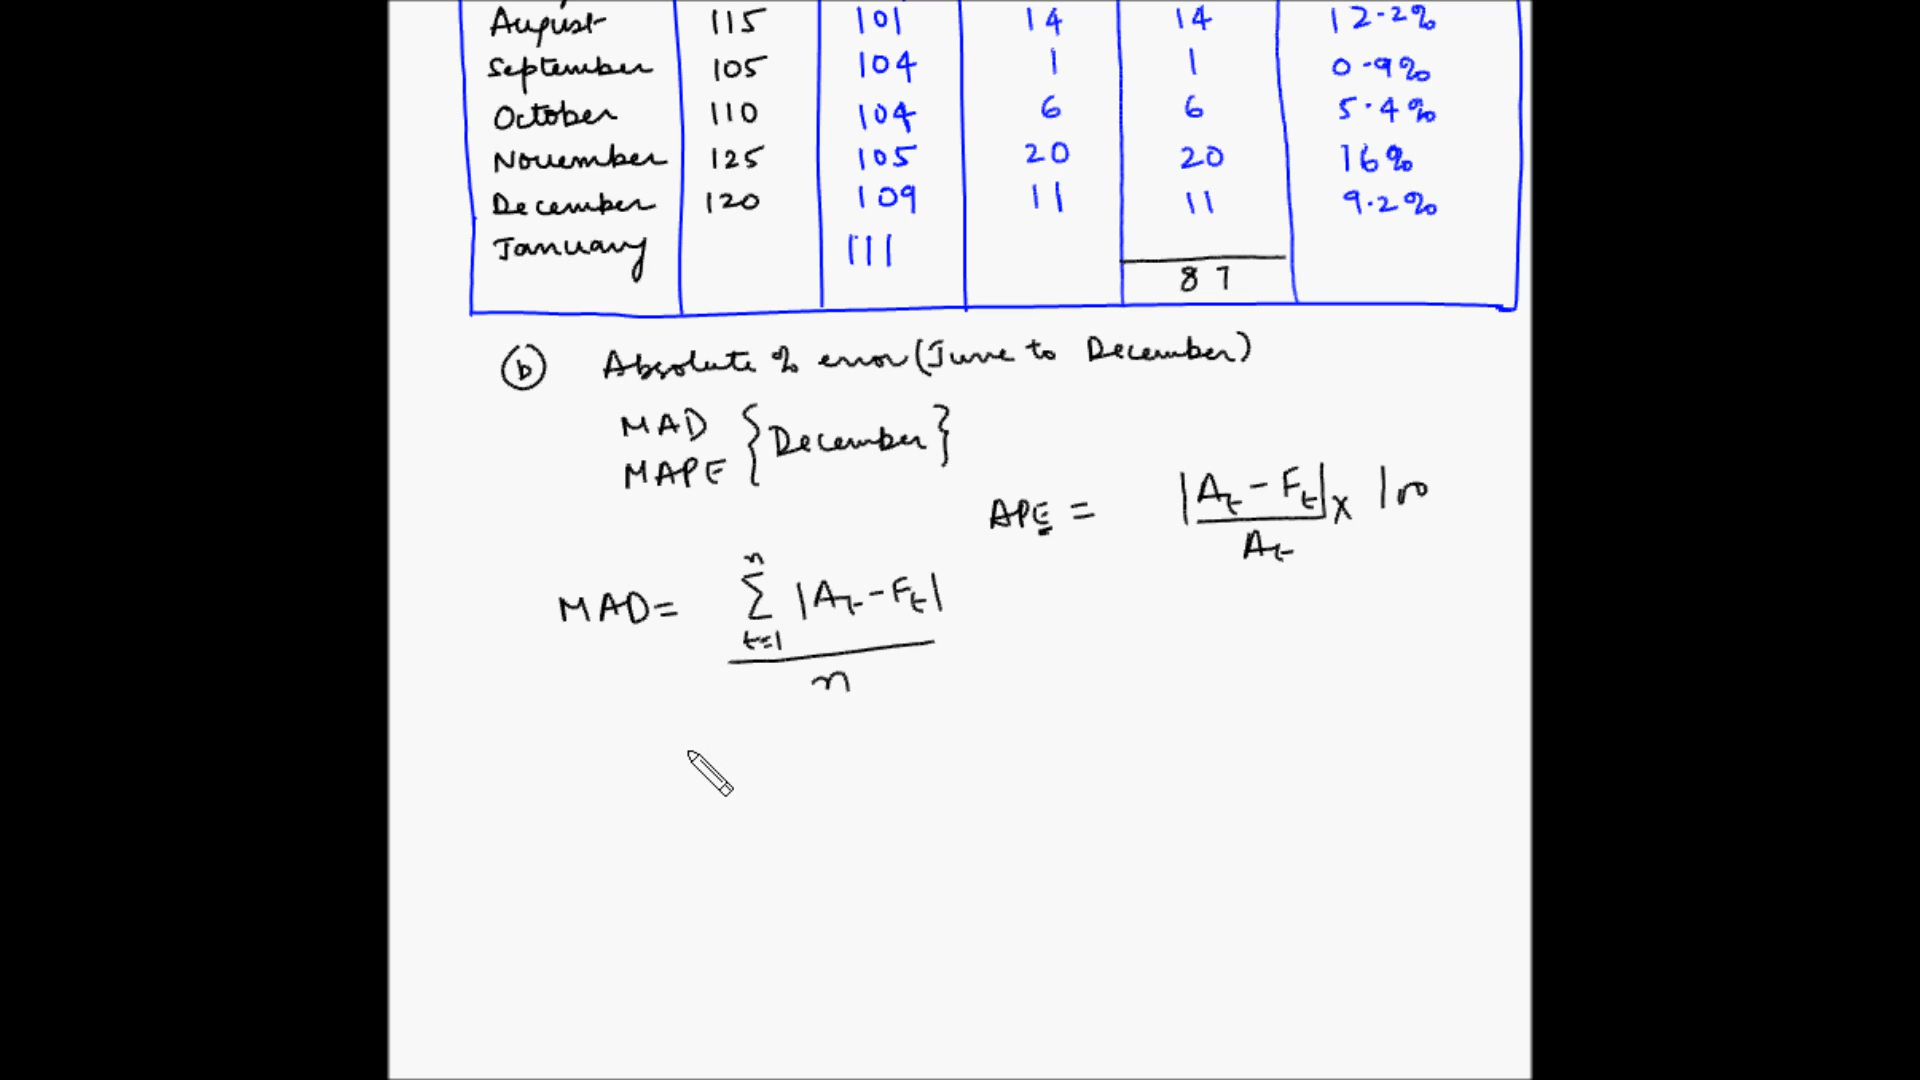 August 115 101 14 14 12.2%
September 105 104 1 1 0.9%
October 110 104 6 6 5.4%
November 125 105 20 20 16%
December 120 109 11 11 9.2%
January 111
87
(b) Absolute % error (June to December)
MAD
MAPE } December }
APE = |At - Ft| / At x 100
MAD = n Σ t=1 |At - Ft| / n